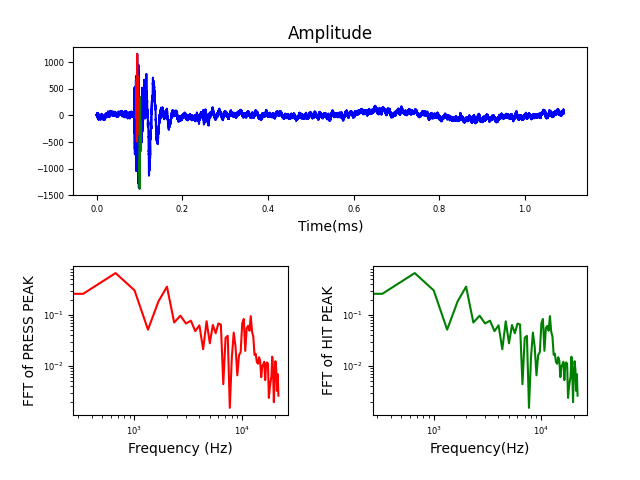 Amplitude
1000
500
0
−500
−1000
−1500
0.0 0.2 0.4 0.6 0.8 1.0
Time(ms)
FFT of PRESS PEAK
10⁻¹
10⁻²
10³ 10⁴
Frequency (Hz)
FFT of HIT PEAK
10⁻¹
10⁻²
10³ 10⁴
Frequency(Hz)